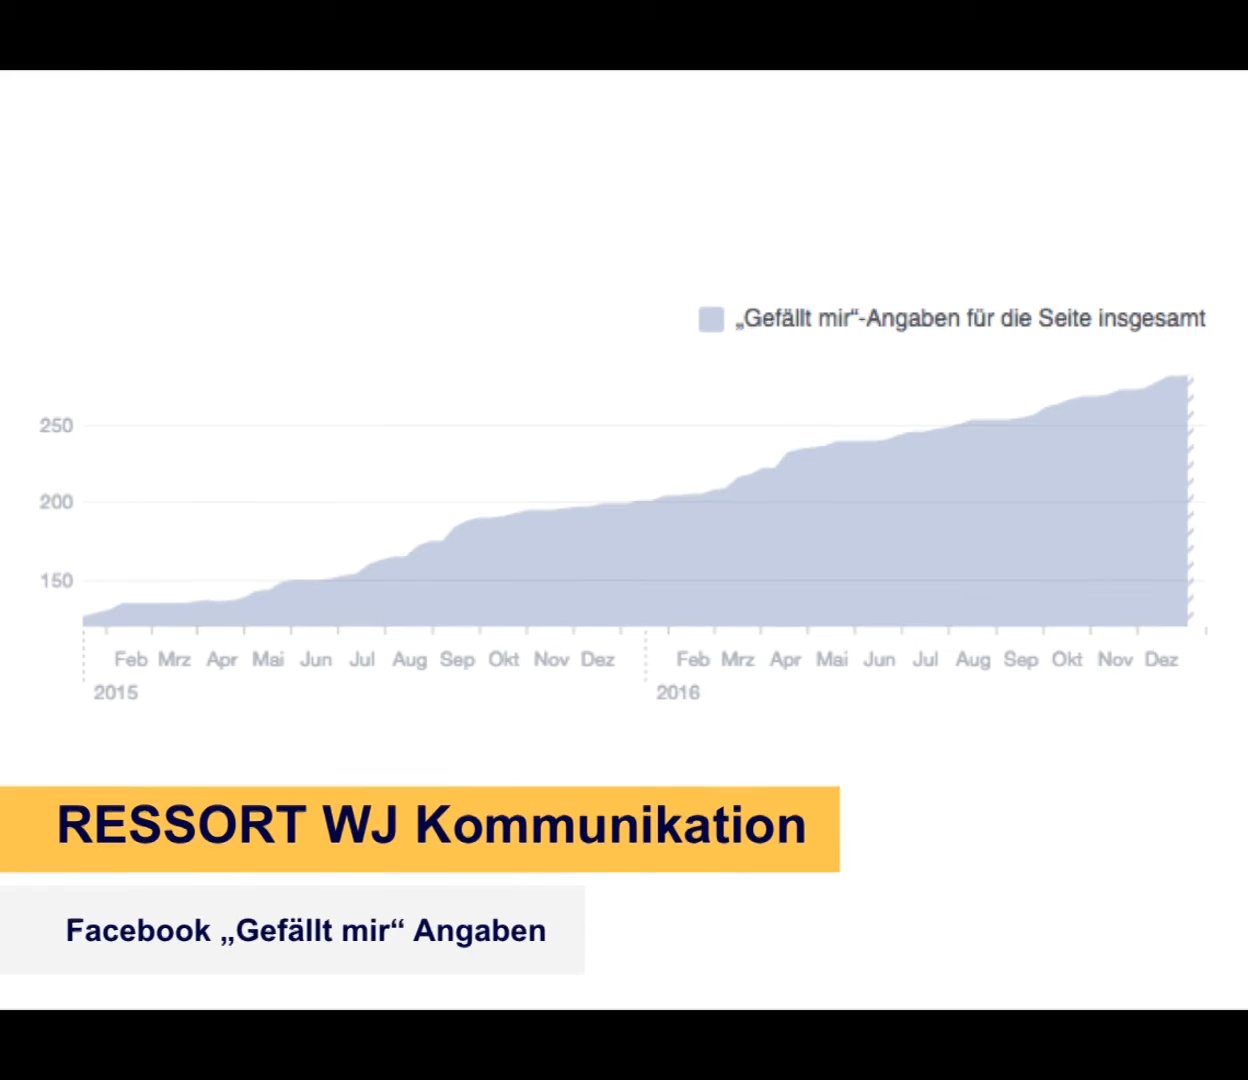 „Gefällt mir“-Angaben für die Seite insgesamt
250
200
150
Feb Mrz Apr Mai Jun Jul Aug Sep Okt Nov Dez Feb Mrz Apr Mai Jun Jul Aug Sep Okt Nov Dez
2015 2016
RESSORT WJ Kommunikation
Facebook „Gefällt mir“ Angaben